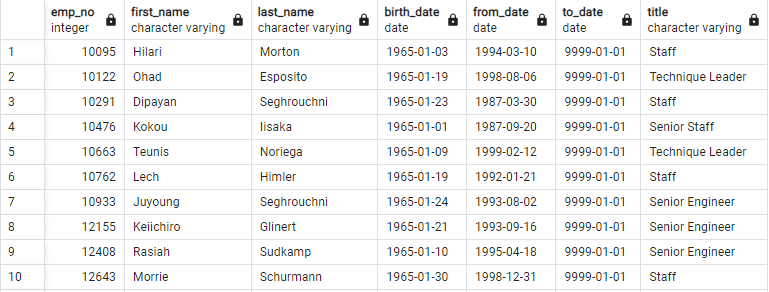 emp_no first_name last_name birth_date from_date to_date title
integer character varying character varying date date date character varying
1 10095 Hilari Morton 1965-01-03 1994-03-10 9999-01-01 Staff
2 10122 Ohad Esposito 1965-01-19 1998-08-06 9999-01-01 Technique Leader
3 10291 Dipayan Seghrouchni 1965-01-23 1987-03-30 9999-01-01 Staff
4 10476 Kokou Iisaka 1965-01-01 1987-09-20 9999-01-01 Senior Staff
5 10663 Teunis Noriega 1965-01-09 1999-02-12 9999-01-01 Technique Leader
6 10762 Lech Himler 1965-01-19 1992-01-21 9999-01-01 Staff
7 10933 Juyoung Seghrouchni 1965-01-24 1993-08-02 9999-01-01 Senior Engineer
8 12155 Keiichiro Glinert 1965-01-21 1993-09-16 9999-01-01 Senior Engineer
9 12408 Rasiah Sudkamp 1965-01-10 1995-04-18 9999-01-01 Senior Engineer
10 12643 Morrie Schurmann 1965-01-30 1998-12-31 9999-01-01 Staff